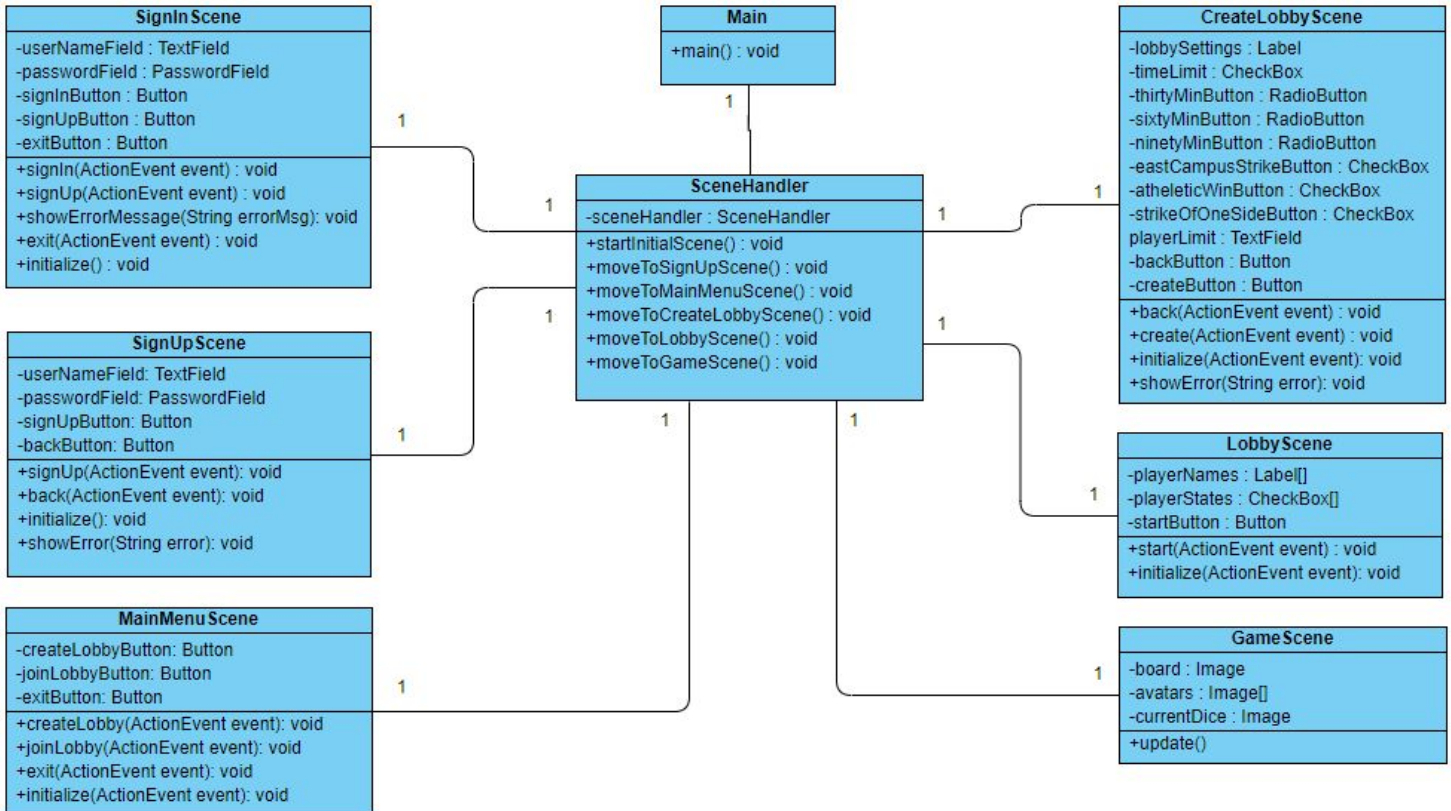 SignInScene
-userNameField : TextField
-passwordField : PasswordField
-signInButton : Button
-signUpButton : Button
-exitButton : Button
+signIn(ActionEvent event) : void
+signUp(ActionEvent event) : void
+showErrorMessage(String errorMsg): void
+exit(ActionEvent event) : void
+initialize() : void
1
1
SignUpScene
-userNameField: TextField
-passwordField: PasswordField
-signUpButton: Button
-backButton: Button
+signUp(ActionEvent event): void
+back(ActionEvent event): void
+initialize(): void
+showError(String error): void
1
1
MainMenuScene
-createLobbyButton: Button
-joinLobbyButton: Button
-exitButton: Button
+createLobby(ActionEvent event): void
+joinLobby(ActionEvent event): void
+exit(ActionEvent event): void
+initialize(ActionEvent event): void
1
1
Main
+main() : void
1
SceneHandler
-sceneHandler : SceneHandler
+startInitialScene() : void
+moveToSignUpScene() : void
+moveToMainMenuScene() : void
+moveToCreateLobbyScene() : void
+moveToLobbyScene() : void
+moveToGameScene() : void
1
1
CreateLobbyScene
-lobbySettings : Label
-timeLimit : CheckBox
-thirtyMinButton : RadioButton
-sixtyMinButton : RadioButton
-ninetyMinButton : RadioButton
-eastCampusStrikeButton : CheckBox
-atheleticWinButton : CheckBox
-strikeOfOneSideButton : CheckBox
playerLimit : TextField
-backButton : Button
-createButton : Button
+back(ActionEvent event) : void
+create(ActionEvent event) : void
+initialize(ActionEvent event): void
+showError(String error): void
1
1
LobbyScene
-playerNames : Label[]
-playerStates : CheckBox[]
-startButton : Button
+start(ActionEvent event) : void
+initialize(ActionEvent event): void
1
1
GameScene
-board : Image
-avatars : Image[]
-currentDice : Image
+update()